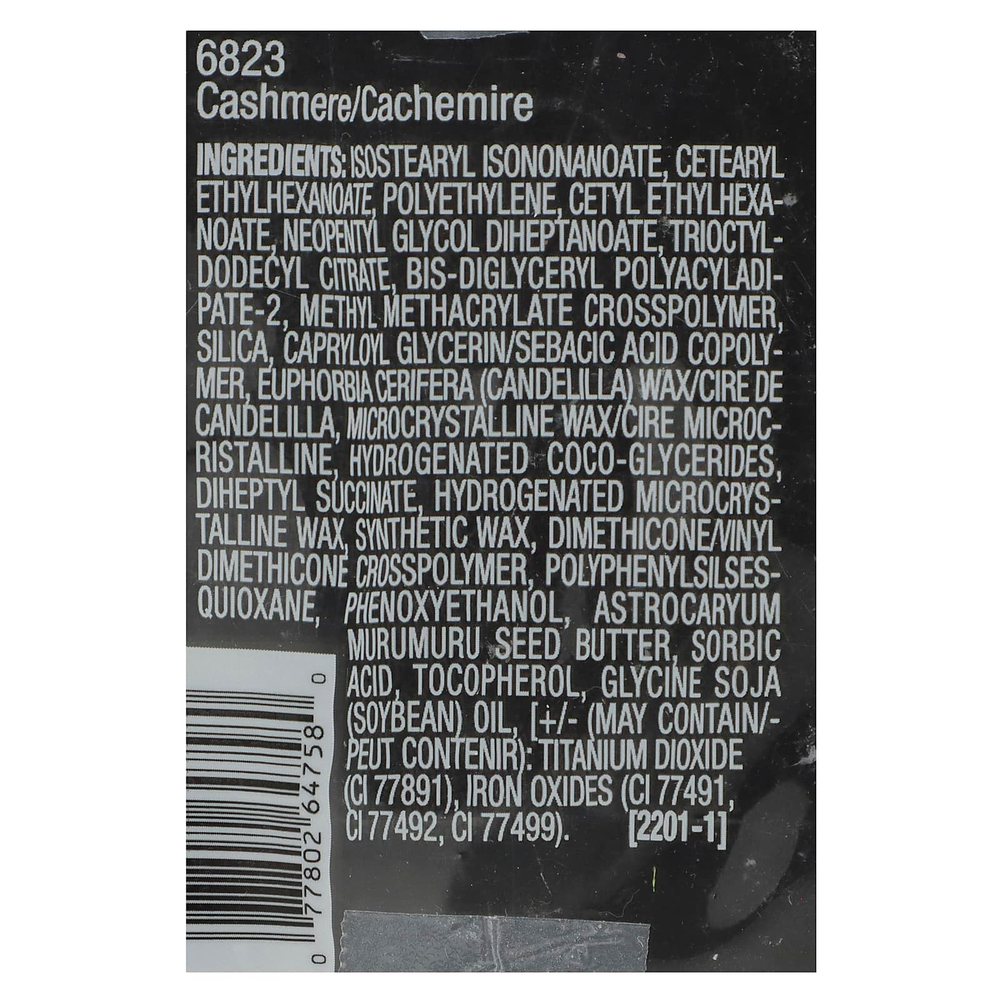 6823
Cashmere/Cachemire
INGREDIENTS: ISOSTEARYL ISONONANOATE, CETEARYL
ETHYLHEXANOATE, POLYETHYLENE, CETYL ETHYLHEXA-
NOATE, NEOPENTYL GLYCOL DIHEPTANOATE, TRIOCTYL-
DODECYL CITRATE, BIS-DIGLYCERYL POLYACYLADI-
PATE-2, METHYL METHACRYLATE CROSSPOLYMER,
SILICA, CAPRYLOYL GLYCERIN/SEBACIC ACID COPOLY-
MER, EUPHORBIA CERIFERA (CANDELILLA) WAX/CIRE DE
CANDELILLA, MICROCRYSTALLINE WAX/CIRE MICROC-
RISTALLINE, HYDROGENATED COCO-GLYCERIDES,
DIHEPTYL SUCCINATE, HYDROGENATED MICROCRYS-
TALLINE WAX, SYNTHETIC WAX, DIMETHICONE/VINYL
DIMETHICONE CROSSPOLYMER, POLYPHENYLSILSES-
QUIOXANE, PHENOXYETHANOL, ASTROCARYUM
MURUMURU SEED BUTTER, SORBIC
ACID, TOCOPHEROL, GLYCINE SOJA
(SOYBEAN) OIL, [+/- (MAY CONTAIN/-
PEUT CONTENIR): TITANIUM DIOXIDE
(CI 77891), IRON OXIDES (CI 77491,
CI 77492, CI 77499). [2201-1]
0 77802 64758 0